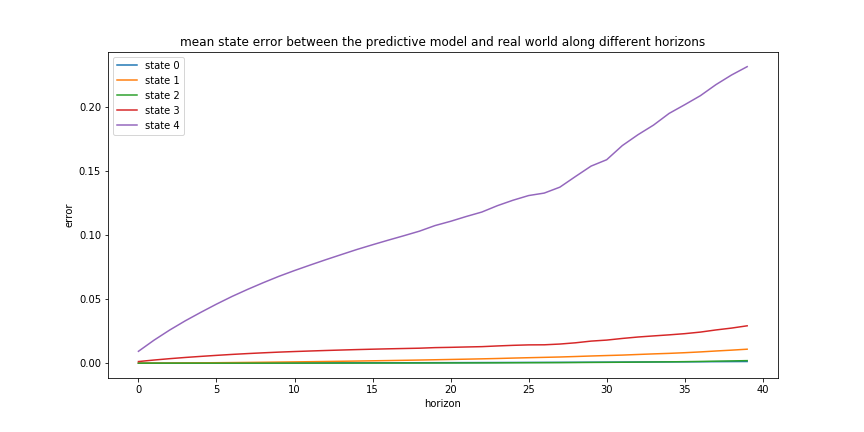 mean state error between the predictive model and real world along different horizons
state 0
state 1
state 2
state 3
state 4
0.20
0.15
0.10
0.05
0.00
error
0 5 10 15 20 25 30 35 40
horizon